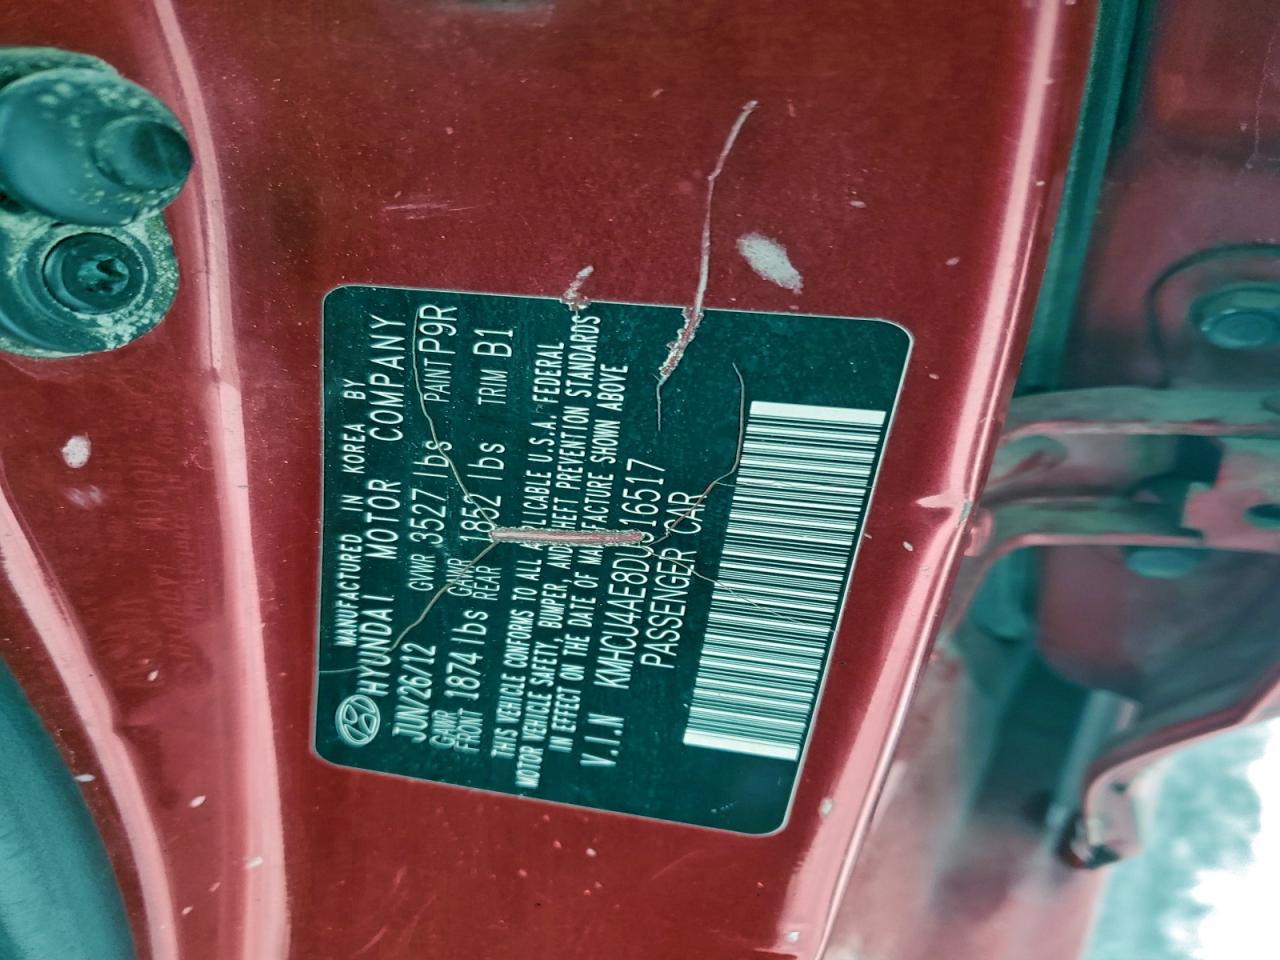 MANUFACTURED IN KOREA BY
HYUNDAI MOTOR COMPANY
JUN/26/12 GVWR 3527 lbs PAINT P9R
GAWR FRONT 1874 lbs GAWR REAR 1852 lbs TRIM B1
THIS VEHICLE CONFORMS TO ALL APPLICABLE U.S.A. FEDERAL
MOTOR VEHICLE SAFETY, BUMPER, AND THEFT PREVENTION STANDARDS
IN EFFECT ON THE DATE OF MANUFACTURE SHOWN ABOVE
V.I.N
PASSENGER CAR